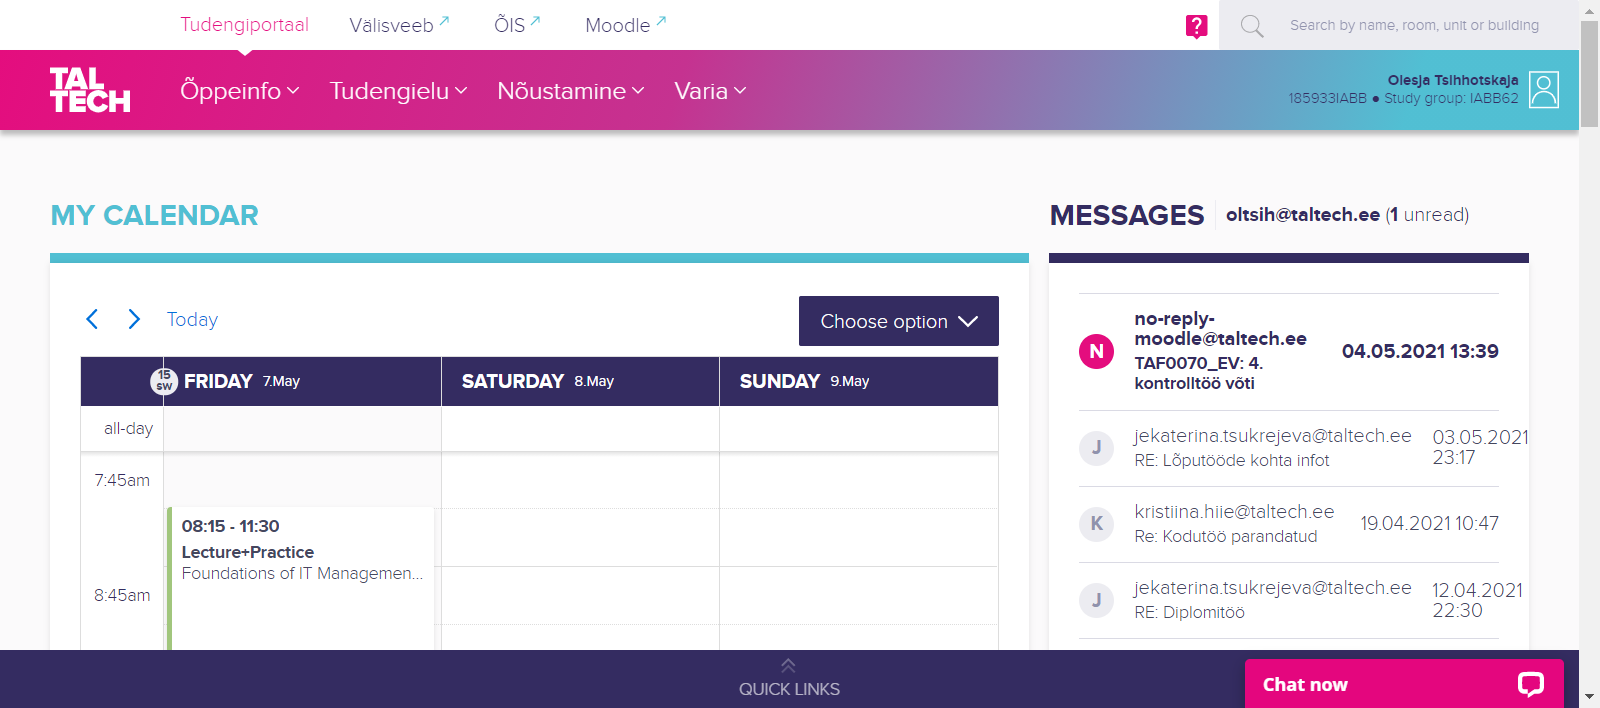 Tudengiportaal Välisveeb ÕIS Moodle ? Search by name, room, unit or building
TAL
TECH
Õppeinfo Tudengielu Nõustamine Varia
Olesja Tsihhotskaja
185933IABB ● Study group: IABB62
MY CALENDAR
Today
Choose option
15
sw
FRIDAY 7.May SATURDAY 8.May SUNDAY 9.May
all-day
7:45am
08:15 - 11:30
Lecture+Practice
Foundations of IT Managemen...
8:45am
MESSAGES oltsih@taltech.ee (1 unread)
N
no-reply-
moodle@taltech.ee
TAF0070_EV: 4.
kontrolltöö võti
04.05.2021 13:39
J
jekaterina.tsukrejeva@taltech.ee
RE: Lõputööde kohta infot
03.05.2021
23:17
K
kristiina.hiie@taltech.ee
Re: Kodutöö parandatud
19.04.2021 10:47
J
jekaterina.tsukrejeva@taltech.ee
RE: Diplomitöö
12.04.2021
22:30
QUICK LINKS
Chat now